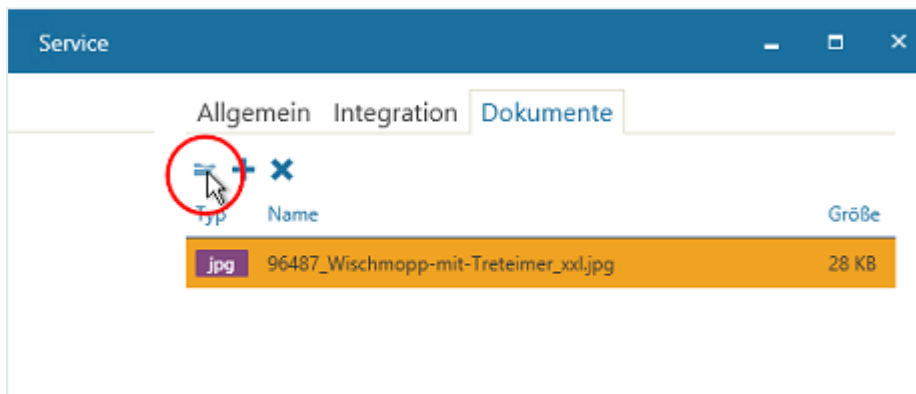 Service
Allgemein Integration Dokumente
Typ Name Größe
jpg 96487_Wischmopp-mit-Treteimer_xxl.jpg 28 KB